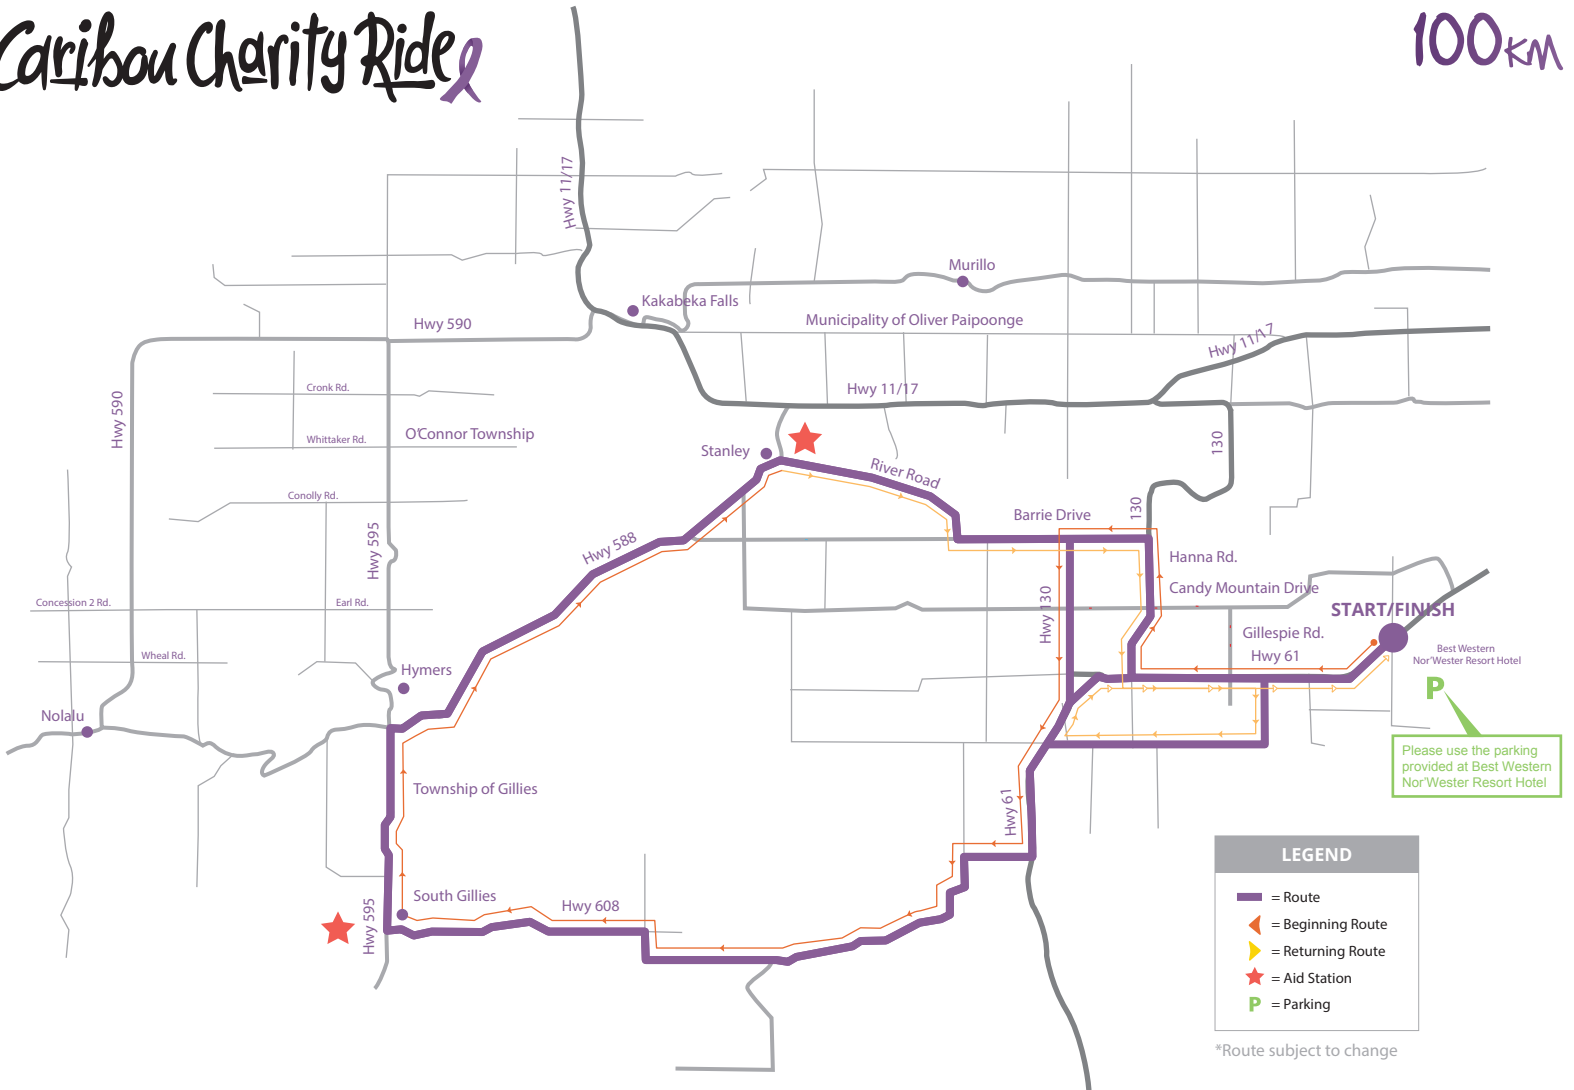 Caribou Charity Ride
100KM
Hwy 11/17
Murillo
Kakabeka Falls
Municipality of Oliver Paipoonge
Hwy 590
Hwy 11/17
Hwy 11/17
Cronk Rd.
Hwy 590
O'Connor Township
Whittaker Rd.
Stanley
130
River Road
Conolly Rd.
130
Barrie Drive
Hwy 595
Hwy 588
Hanna Rd.
Candy Mountain Drive
Concession 2 Rd.
Earl Rd.
Hwy 130
START/FINISH
Gillespie Rd.
Hwy 61
Wheal Rd.
Best Western
Nor'Wester Resort Hotel
Hymers
P
Nolalu
Please use the parking
provided at Best Western
Nor'Wester Resort Hotel
Township of Gillies
Hwy 61
South Gillies
Hwy 608
Hwy 595
LEGEND
= Route
= Beginning Route
= Returning Route
= Aid Station
P = Parking
*Route subject to change